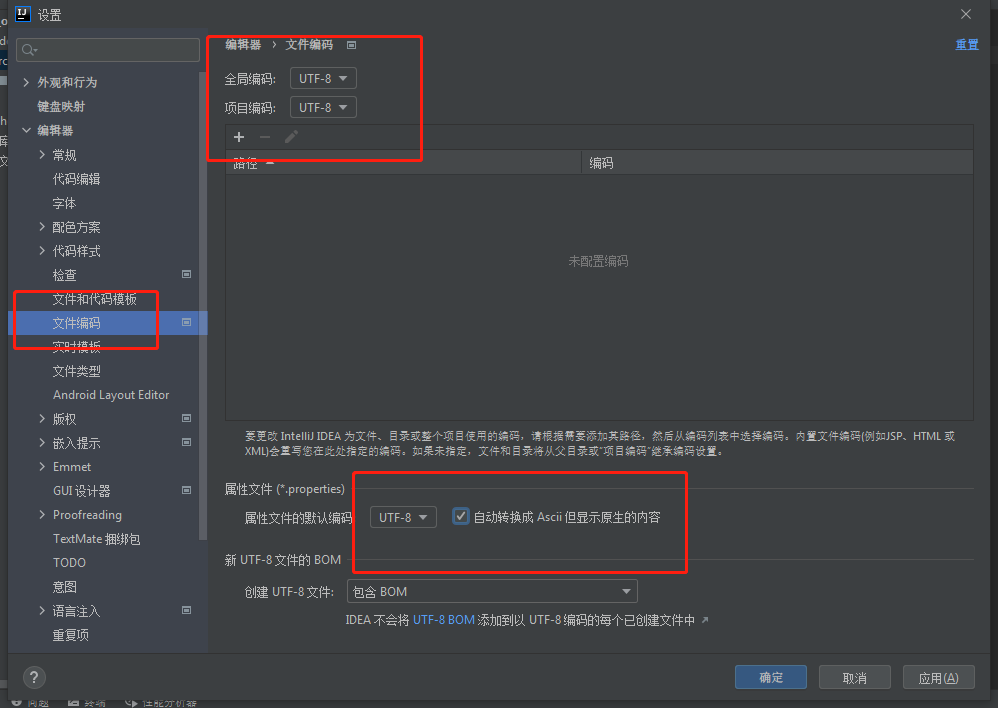 设置
编辑器 › 文件编码
重置
外观和行为
键盘映射
编辑器
常规
代码编辑
字体
配色方案
代码样式
检查
文件和代码模板
文件编码
实时模板
文件类型
Android Layout Editor
版权
嵌入提示
Emmet
GUI 设计器
Proofreading
TextMate 捆绑包
TODO
意图
语言注入
重复项
全局编码: UTF-8
项目编码: UTF-8
路径 编码
未配置编码
要更改 IntelliJ IDEA 为文件、目录或整个项目使用的编码，请根据需要添加其路径，然后从编码列表中选择编码。内置文件编码(例如JSP、HTML 或
XML)会重写您在此处指定的编码。如果未指定，文件和目录将从父目录或"项目编码"继承编码设置。
属性文件 (*.properties)
属性文件的默认编码 UTF-8 自动转换成 Ascii 但显示原生的内容
新 UTF-8 文件的 BOM
创建 UTF-8 文件: 包含 BOM
IDEA 不会将 UTF-8 BOM 添加到以 UTF-8 编码的每个已创建文件中 ↗
? 确定 取消 应用(A)
问题 终端 性能分析器